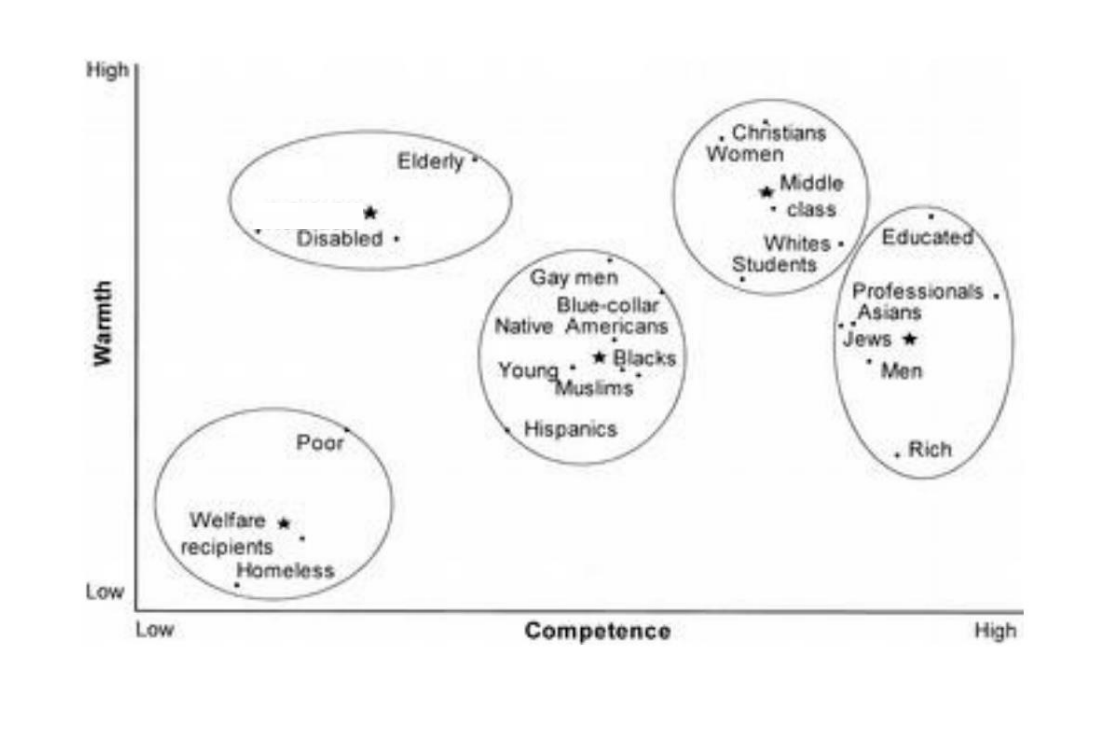 High
Christians
Women
Elderly
Middle
class
Disabled
Whites
Students
Educated
Gay men
Blue-collar
Native Americans
Blacks
Young
Muslims
Hispanics
Professionals
Asians
Jews
Men
Rich
Poor
Welfare
recipients
Homeless
Warmth
Low
Low
Competence
High